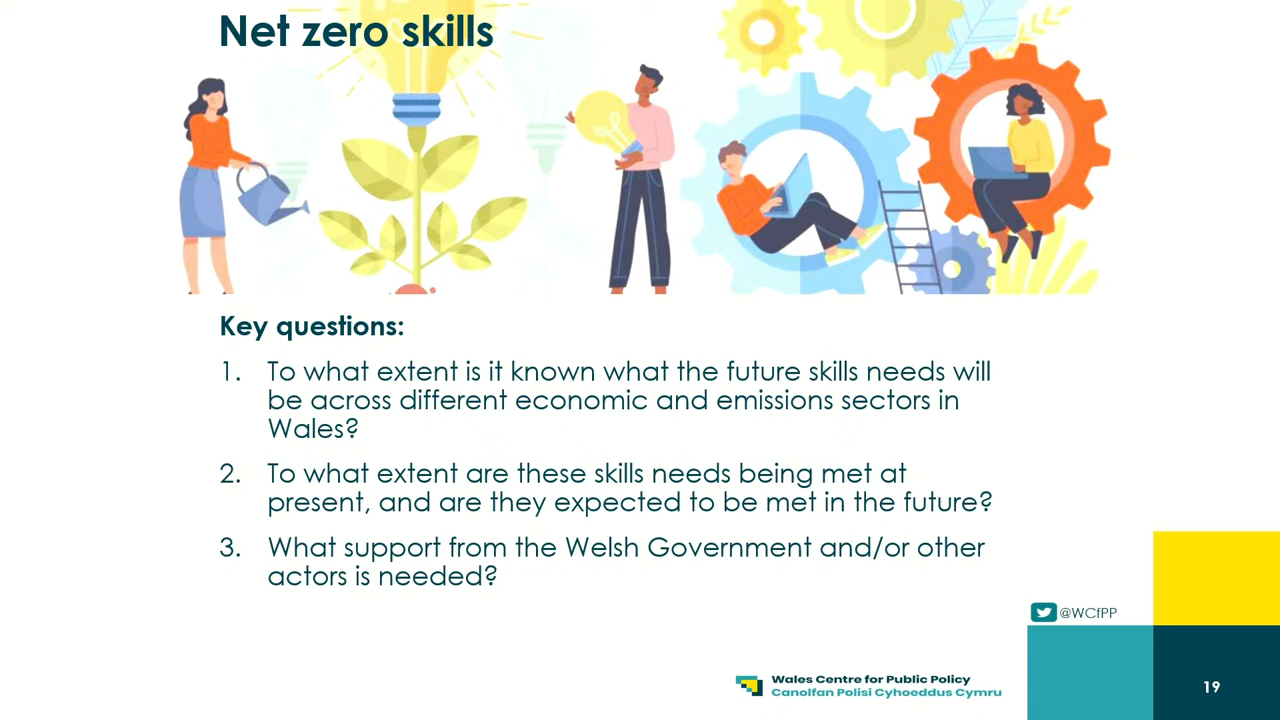 Net zero skills
Key questions:
1. To what extent is it known what the future skills needs will
be across different economic and emissions sectors in
Wales?
2. To what extent are these skills needs being met at
present, and are they expected to be met in the future?
3. What support from the Welsh Government and/or other
actors is needed?
@WCfPP
Wales Centre for Public Policy
Canolfan Polisi Cyhoeddus Cymru
19